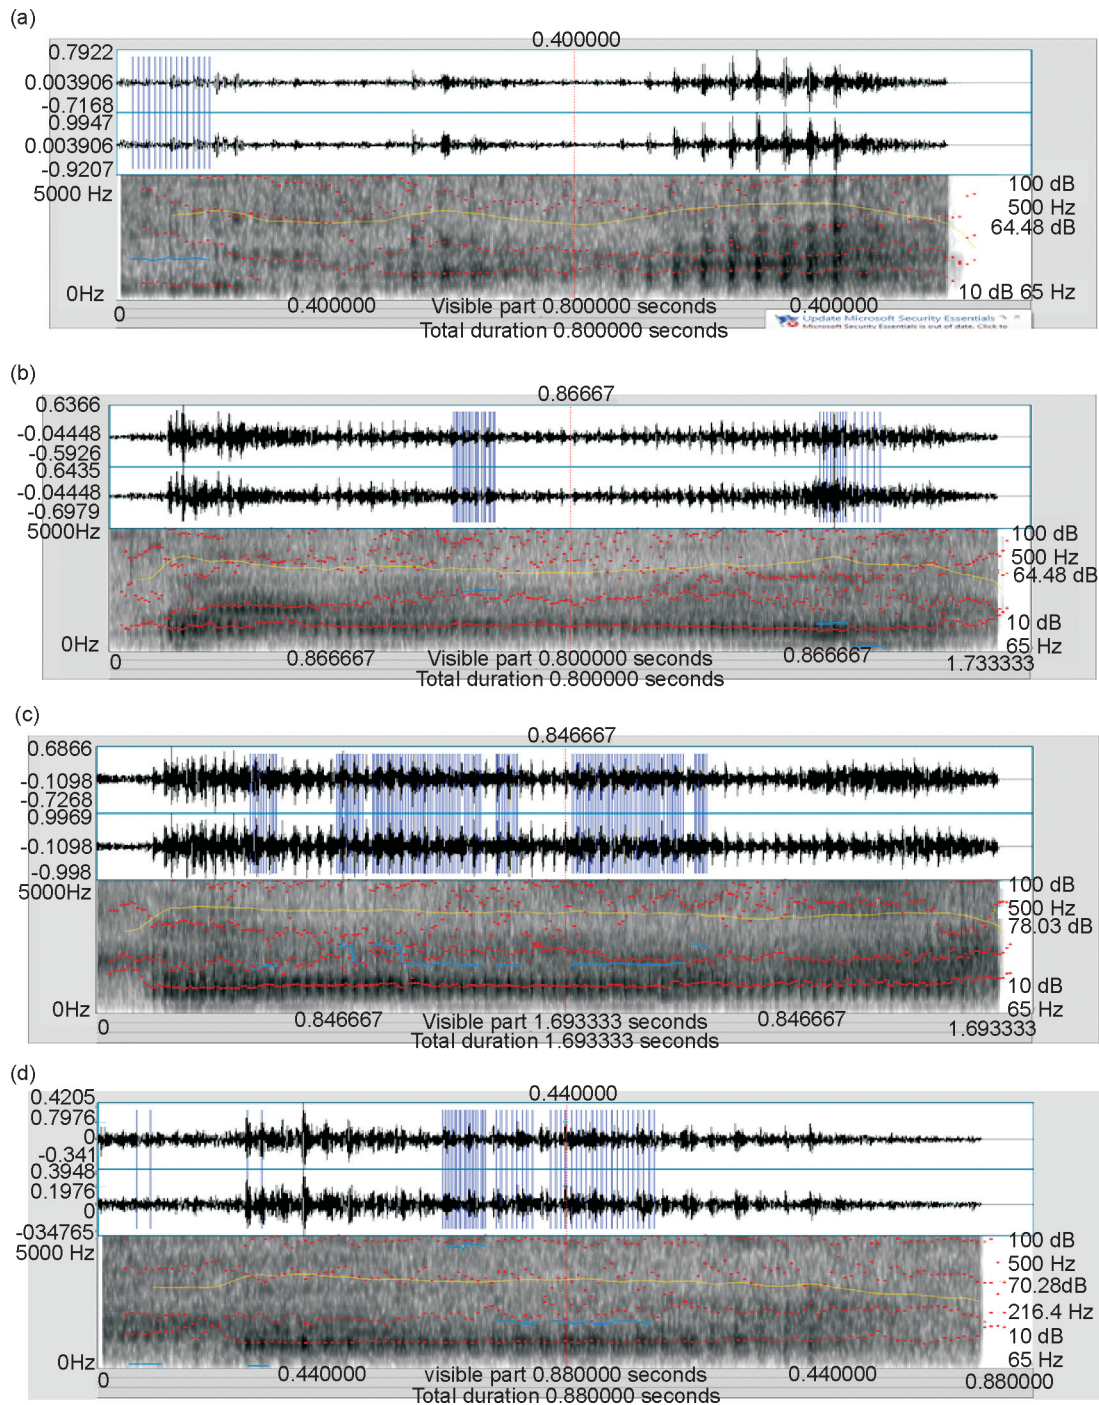 (a)
0.400000
0.7922
0.003906
-0.7168
0.9947
0.003906
-0.9207
5000 Hz
100 dB
500 Hz
64.48 dB
0Hz
10 dB 65 Hz
0
0.400000
Visible part 0.800000 seconds
0.400000
Total duration 0.800000 seconds
Update Microsoft Security Essentials
Microsoft Security Essentials is out of date. Click to
(b)
0.86667
0.6366
-0.04448
-0.5926
0.6435
-0.04448
-0.6979
5000Hz
100 dB
500 Hz
64.48 dB
10 dB
0Hz
65 Hz
0
0.866667
Visible part 0.800000 seconds
0.866667
1.733333
Total duration 0.800000 seconds
(c)
0.846667
0.6866
-0.1098
-0.7268
0.9969
-0.1098
-0.998
5000Hz
100 dB
500 Hz
78.03 dB
10 dB
0Hz
65 Hz
0
0.846667
Visible part 1.693333 seconds
0.846667
1.693333
Total duration 1.693333 seconds
(d)
0.440000
0.4205
0.7976
0
-0.341
0.3948
0.1976
0
-034765
5000 Hz
100 dB
500 Hz
70.28dB
216.4 Hz
10 dB
0Hz
65 Hz
0
0.440000
visible part 0.880000 seconds
0.440000
0.880000
Total duration 0.880000 seconds